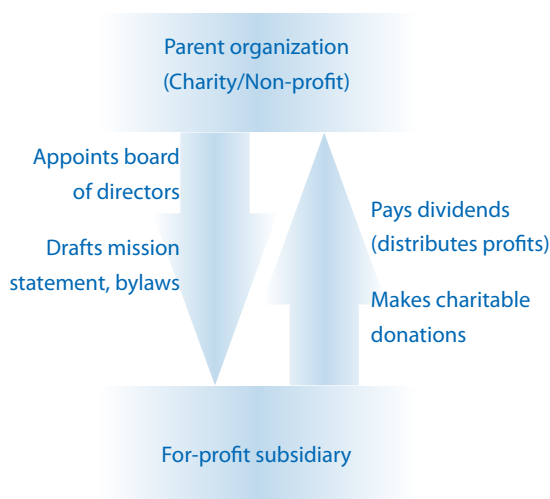 Parent organization
(Charity/Non-profit)
Appoints board
of directors
Drafts mission
statement, bylaws
Pays dividends
(distributes profits)
Makes charitable
donations
For-profit subsidiary